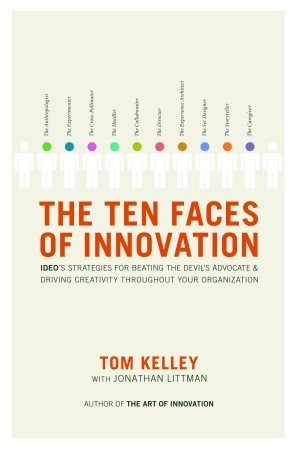 The Anthropologist
The Experimenter
The Cross-Pollinator
The Hurdler
The Collaborator
The Director
The Experience Architect
The Set Designer
The Storyteller
The Caregiver
THE TEN FACES
OF INNOVATION
IDEO'S STRATEGIES FOR BEATING THE DEVIL'S ADVOCATE &
DRIVING CREATIVITY THROUGHOUT YOUR ORGANIZATION
TOM KELLEY
WITH JONATHAN LITTMAN
AUTHOR OF THE ART OF INNOVATION